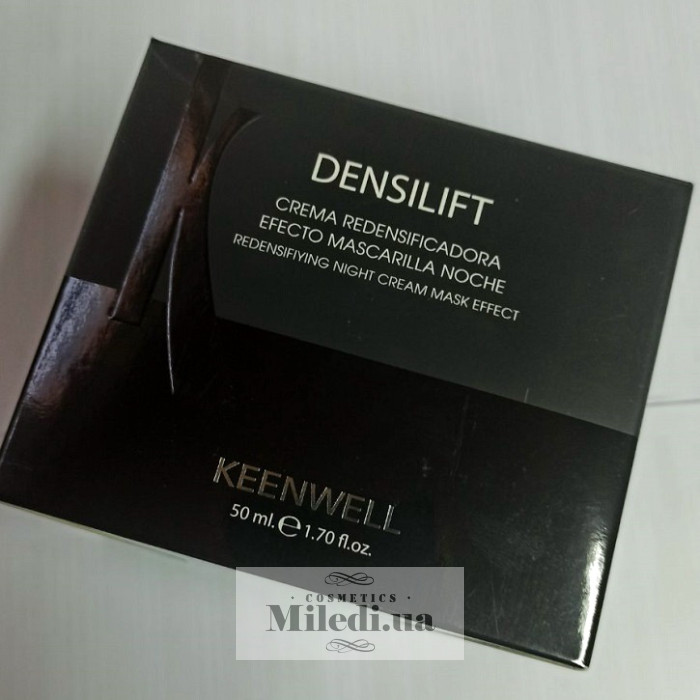 DENSILIFT
CREMA REDENSIFICADORA
EFECTO MASCARILLA NOCHE
REDENSIFIYING NIGHT CREAM MASK EFFECT
KEENWELL
50 ml. ℮ 1.70 fl.oz.
· COSMETICS ·
Miledi.ua